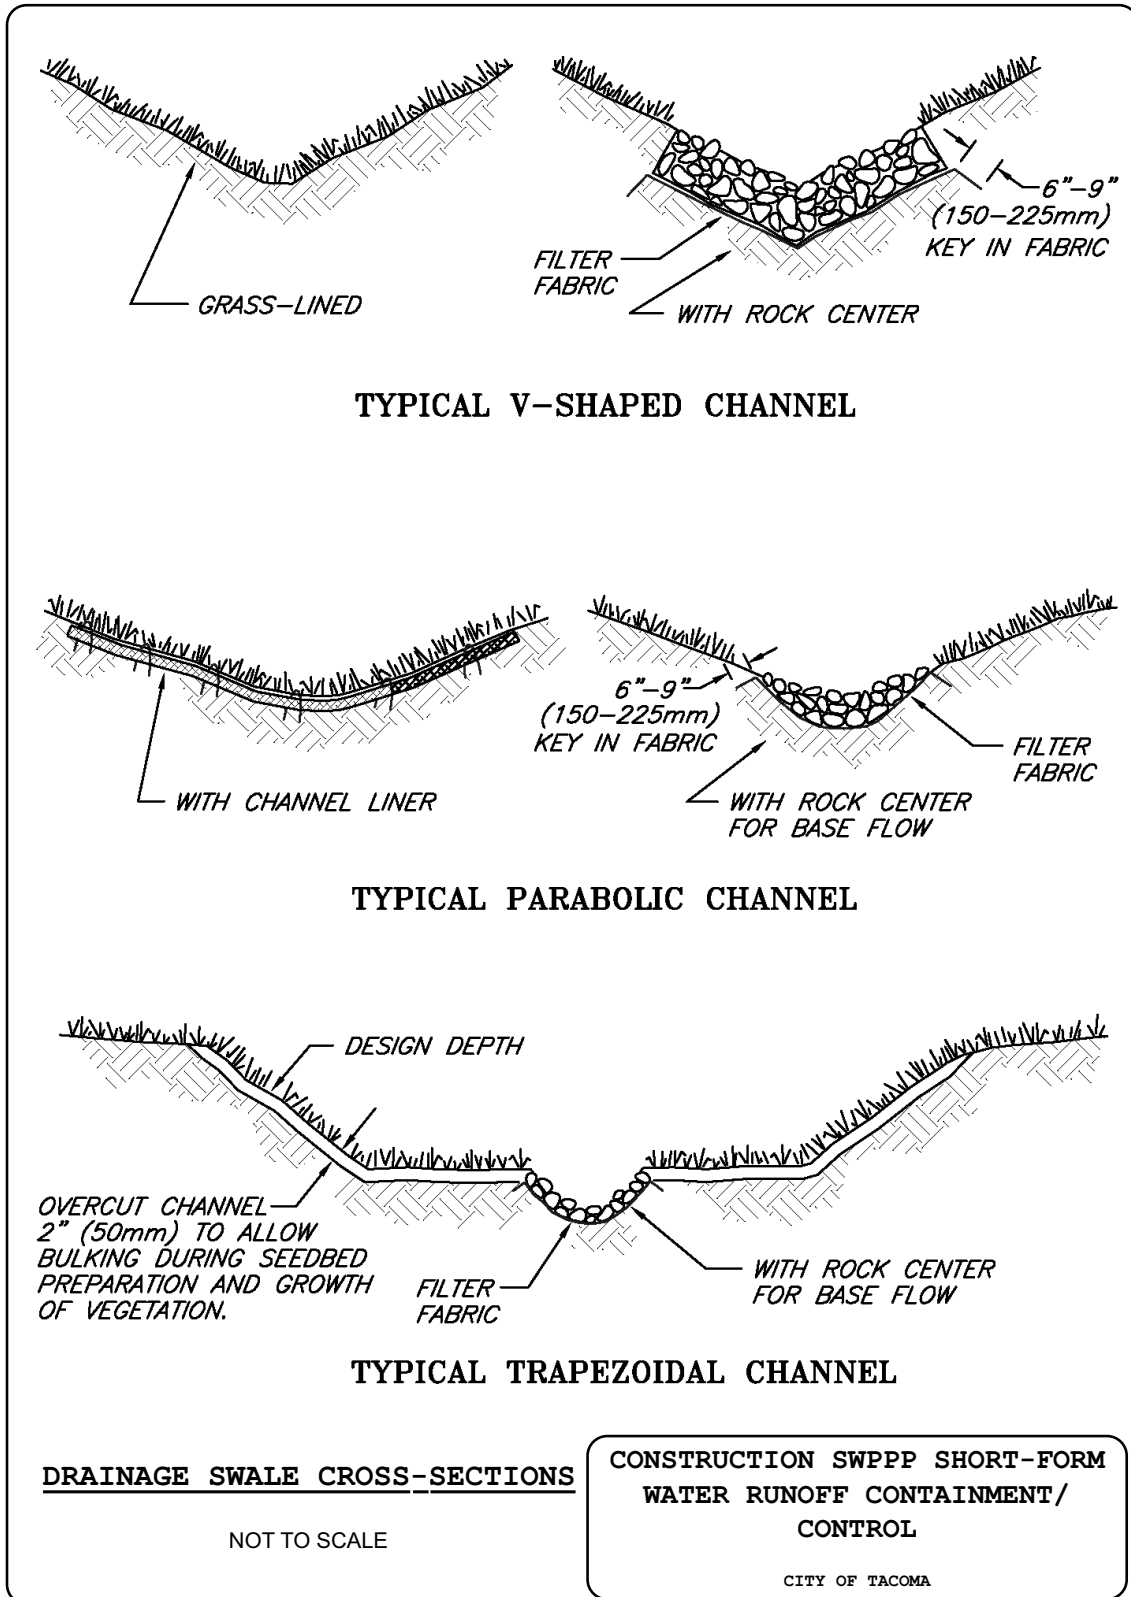 GRASS-LINED
FILTER
FABRIC
WITH ROCK CENTER
6"-9"
(150-225mm)
KEY IN FABRIC
TYPICAL V-SHAPED CHANNEL
WITH CHANNEL LINER
6"-9"
(150-225mm)
KEY IN FABRIC
WITH ROCK CENTER
FOR BASE FLOW
FILTER
FABRIC
TYPICAL PARABOLIC CHANNEL
DESIGN DEPTH
OVERCUT CHANNEL
2" (50mm) TO ALLOW
BULKING DURING SEEDBED
PREPARATION AND GROWTH
OF VEGETATION.
FILTER
FABRIC
WITH ROCK CENTER
FOR BASE FLOW
TYPICAL TRAPEZOIDAL CHANNEL
DRAINAGE SWALE CROSS-SECTIONS
NOT TO SCALE
CONSTRUCTION SWPPP SHORT-FORM
WATER RUNOFF CONTAINMENT/
CONTROL
CITY OF TACOMA